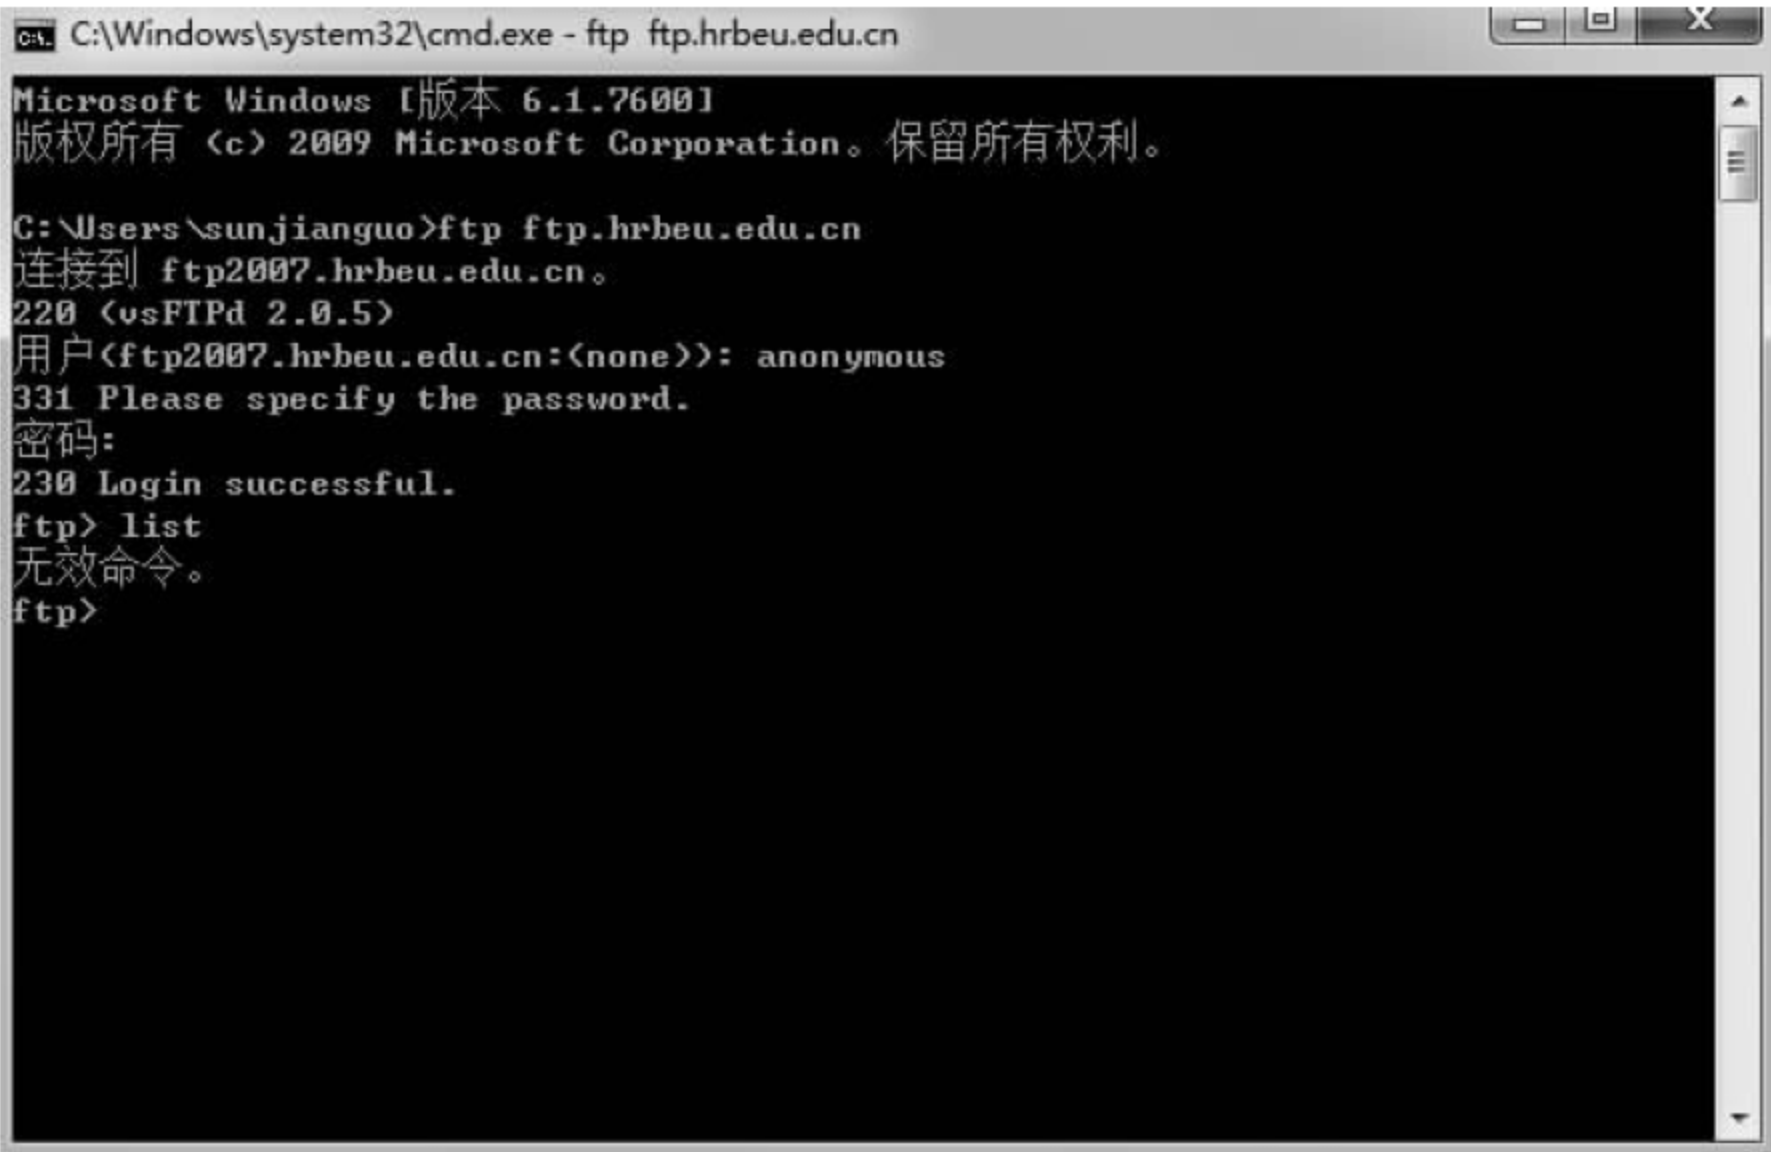 C:\Windows\system32\cmd.exe - ftp  ftp.hrbeu.edu.cn
Microsoft Windows [版本 6.1.7600]
版权所有 (c) 2009 Microsoft Corporation。保留所有权利。
C:\Users\sunjianguo>ftp ftp.hrbeu.edu.cn
连接到 ftp2007.hrbeu.edu.cn。
220 (vsFTPd 2.0.5)
用户(ftp2007.hrbeu.edu.cn:(none)): anonymous
331 Please specify the password.
密码:
230 Login successful.
ftp> list
无效命令。
ftp>